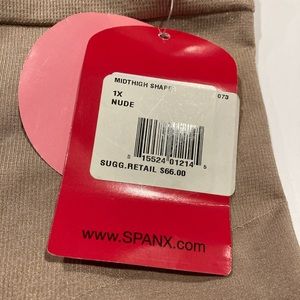 MIDTHIGH SHAPE
073
1X
NUDE
8 15524 01214 5
SUGG.RETAIL $66.00
www.SPANX.com